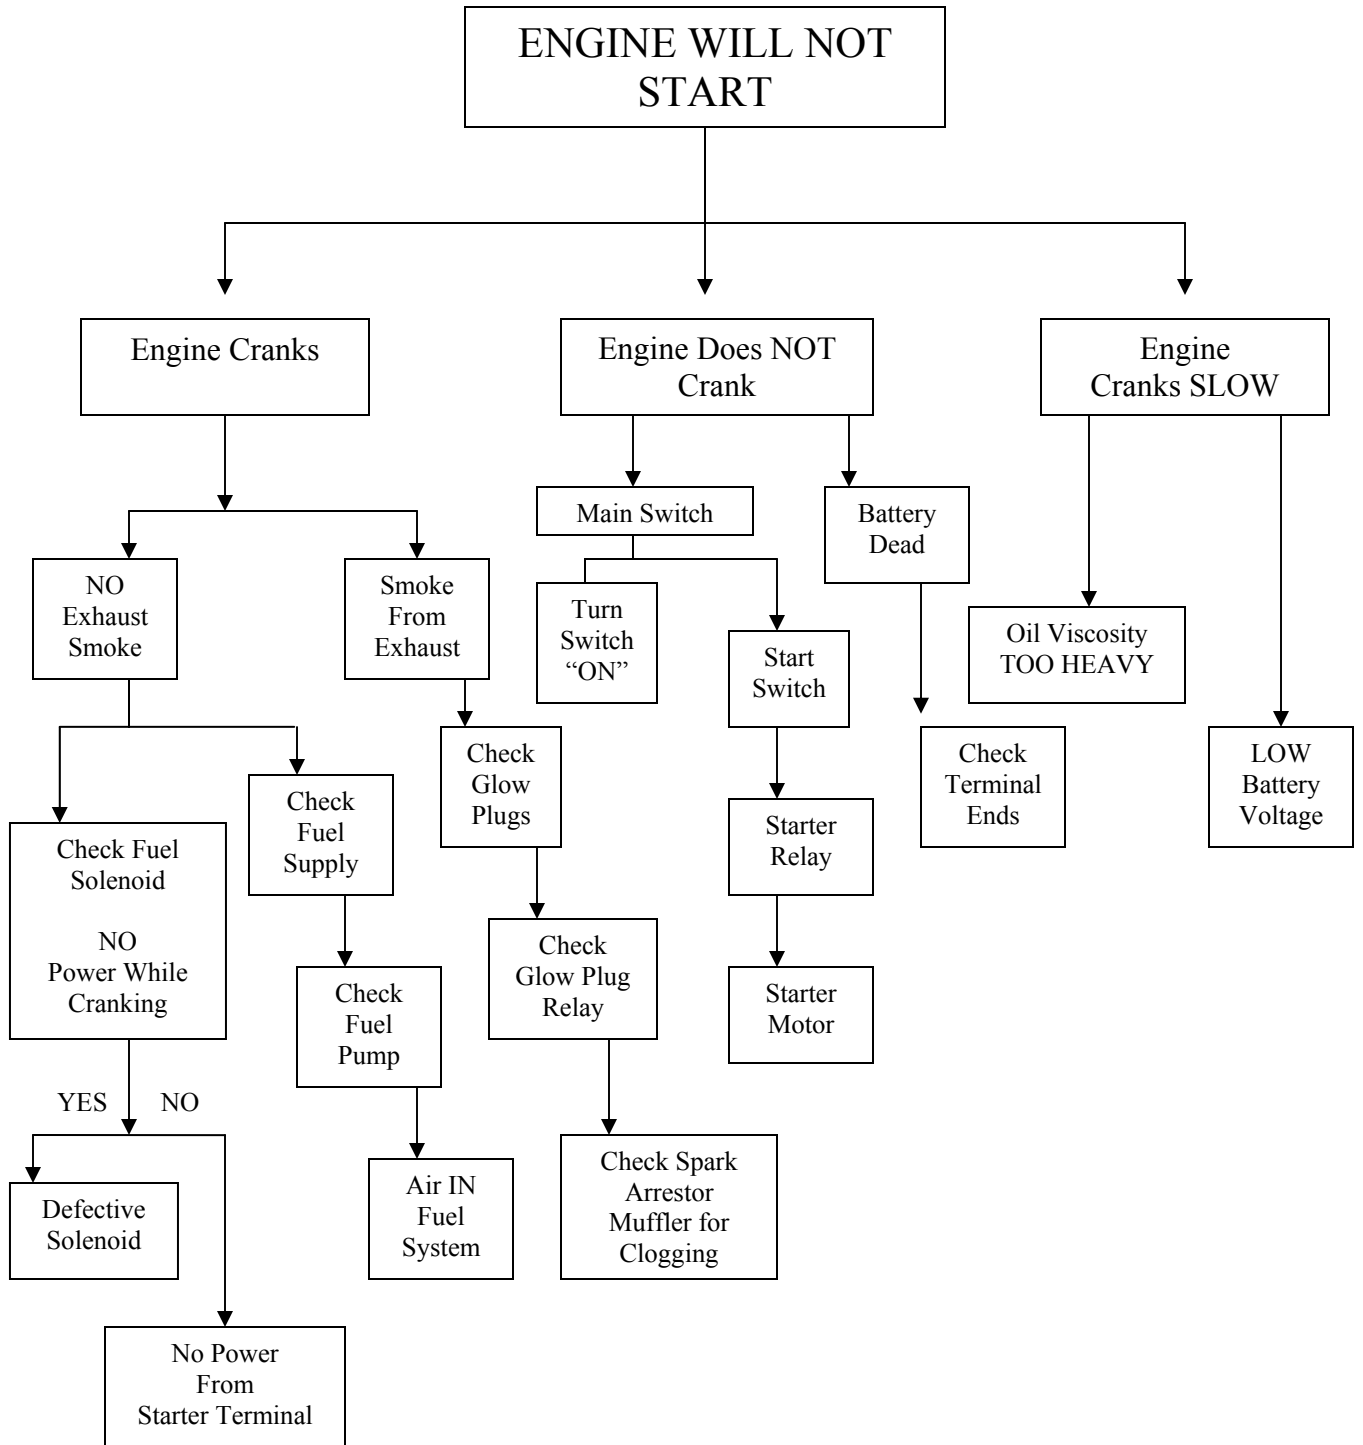 ENGINE WILL NOT
START
Engine Cranks
Engine Does NOT
Crank
Engine
Cranks SLOW
Main Switch
Battery
Dead
NO
Exhaust
Smoke
Smoke
From
Exhaust
Turn
Switch
“ON”
Start
Switch
Oil Viscosity
TOO HEAVY
Check Fuel
Solenoid
NO
Power While
Cranking
Check
Fuel
Supply
Check
Glow
Plugs
Starter
Relay
Check
Terminal
Ends
LOW
Battery
Voltage
Check
Fuel
Pump
Check
Glow Plug
Relay
Starter
Motor
YES NO
Defective
Solenoid
Air IN
Fuel
System
Check Spark
Arrestor
Muffler for
Clogging
No Power
From
Starter Terminal